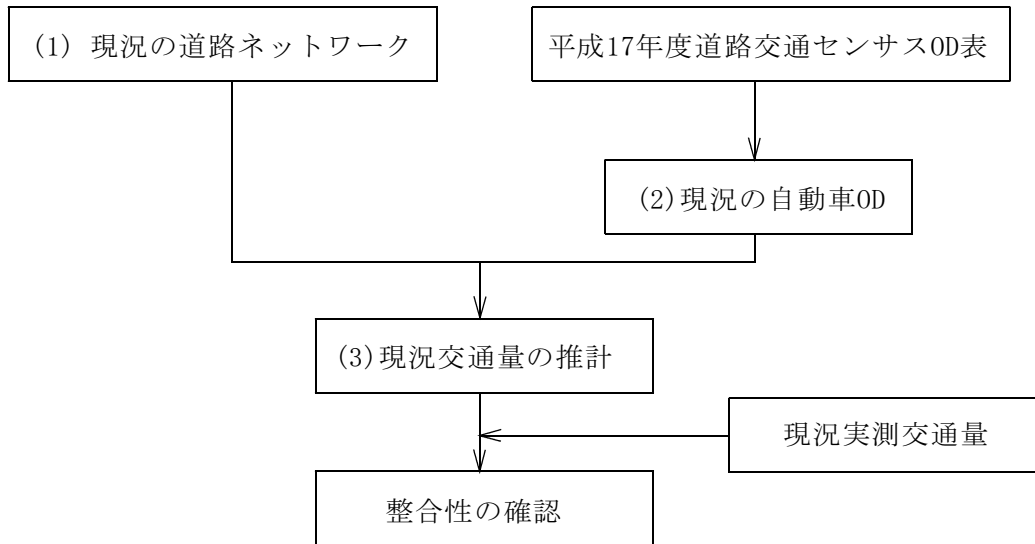 (1) 現況の道路ネットワーク
平成17年度道路交通センサスOD表
(2)現況の自動車OD
(3)現況交通量の推計
現況実測交通量
整合性の確認